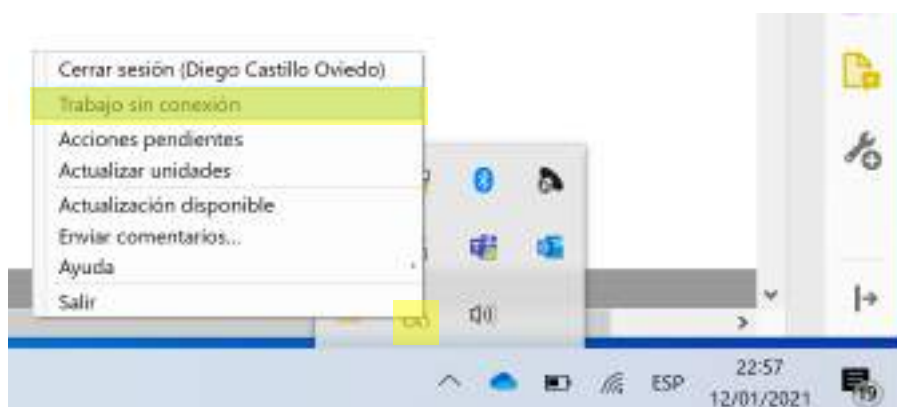 Cerrar sesión (Diego Castillo Oviedo)
Trabajo sin conexión
Acciones pendientes
Actualizar unidades
Actualización disponible
Enviar comentarios...
Ayuda
Salir
ESP
22:57
12/01/2021
19